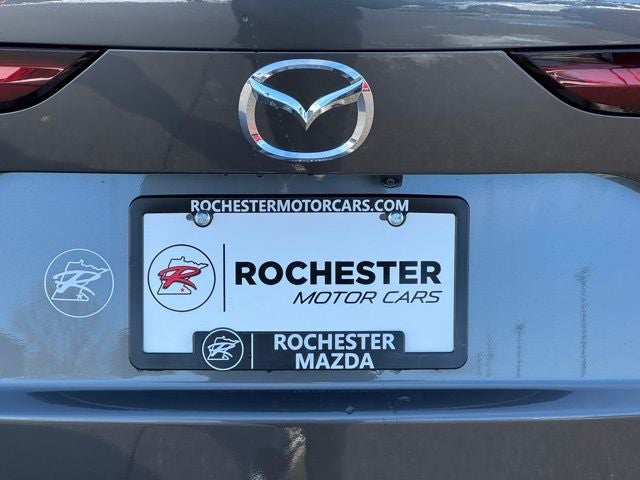 ROCHESTERMOTORCARS.COM
R
R
ROCHESTER
MOTOR CARS
R
ROCHESTER
MAZDA